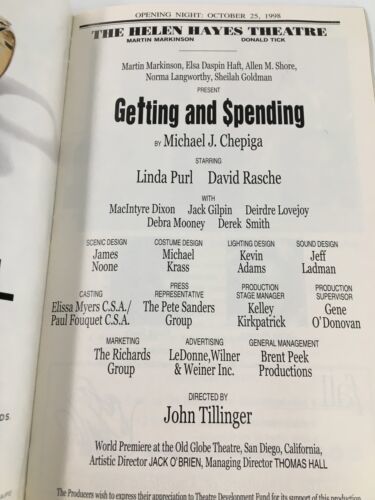 OPENING NIGHT: OCTOBER 25, 1998
THE HELEN HAYES THEATRE
MARTIN MARKINSON DONALD TICK
Martin Markinson, Elsa Daspin Haft, Allen M. Shore,
Norma Langworthy, Sheilah Goldman
PRESENT
Getting and $pending
BY Michael J. Chepiga
STARRING
Linda Purl David Rasche
WITH
MacIntyre Dixon Jack Gilpin Deirdre Lovejoy
Debra Mooney Derek Smith
SCENIC DESIGN COSTUME DESIGN LIGHTING DESIGN SOUND DESIGN
James Michael Kevin Jeff
Noone Krass Adams Ladman
CASTING PRESS REPRESENTATIVE PRODUCTION STAGE MANAGER PRODUCTION SUPERVISOR
Elissa Myers C.S.A./ The Pete Sanders Kelley Gene
Paul Fouquet C.S.A. Group Kirkpatrick O'Donovan
MARKETING ADVERTISING GENERAL MANAGEMENT
The Richards LeDonne,Wilner Brent Peek
Group & Weiner Inc. Productions
DIRECTED BY
John Tillinger
World Premiere at the Old Globe Theatre, San Diego, California,
Artistic Director JACK O'BRIEN, Managing Director THOMAS HALL
The Producers wish to express their appreciation to Theatre Development Fund for its support of this production